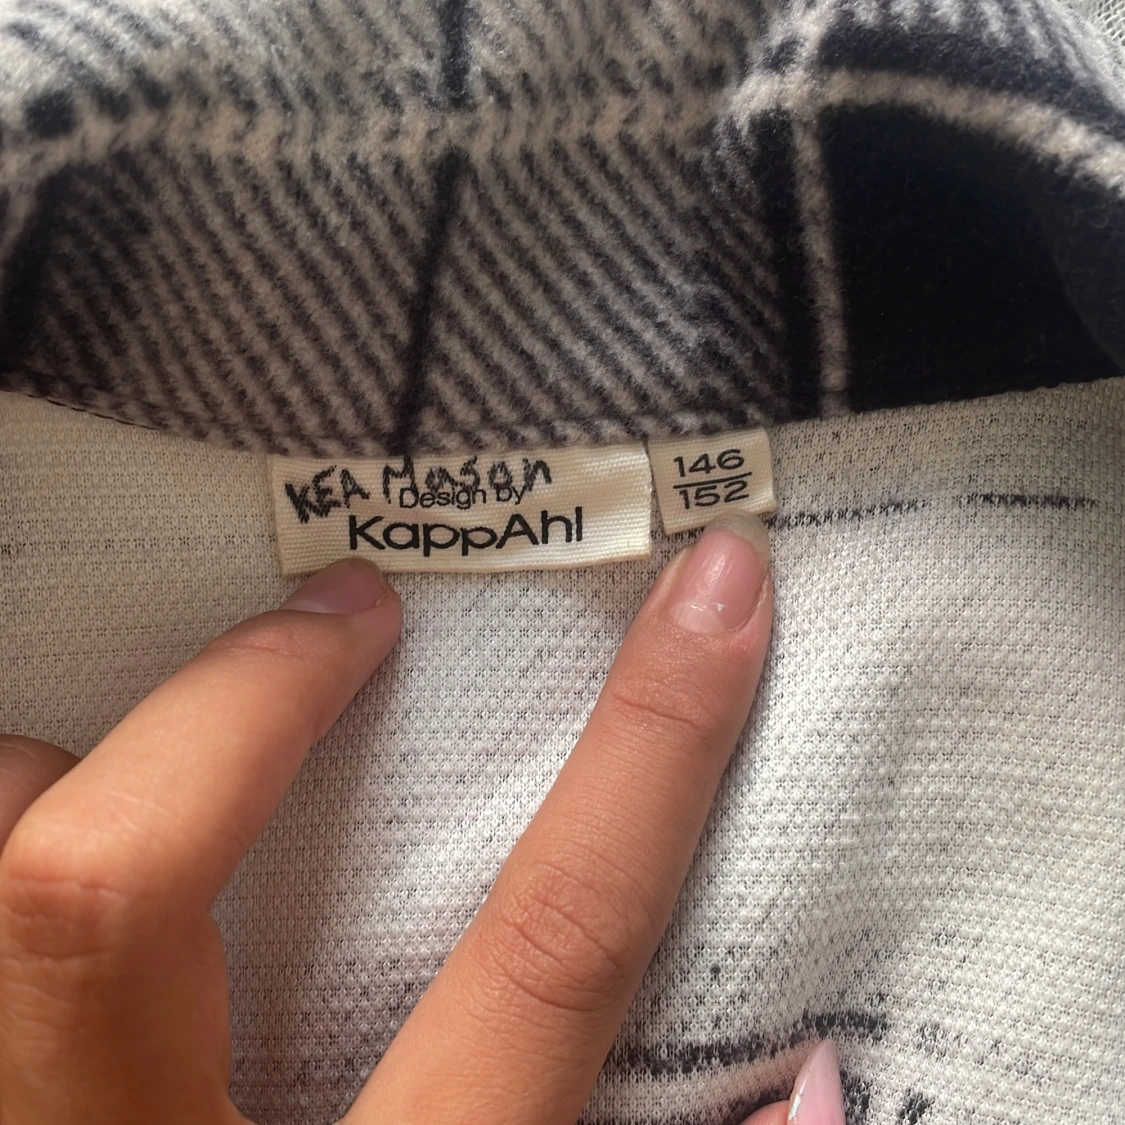 KEA Mason
Design by
KappAhl
146
152